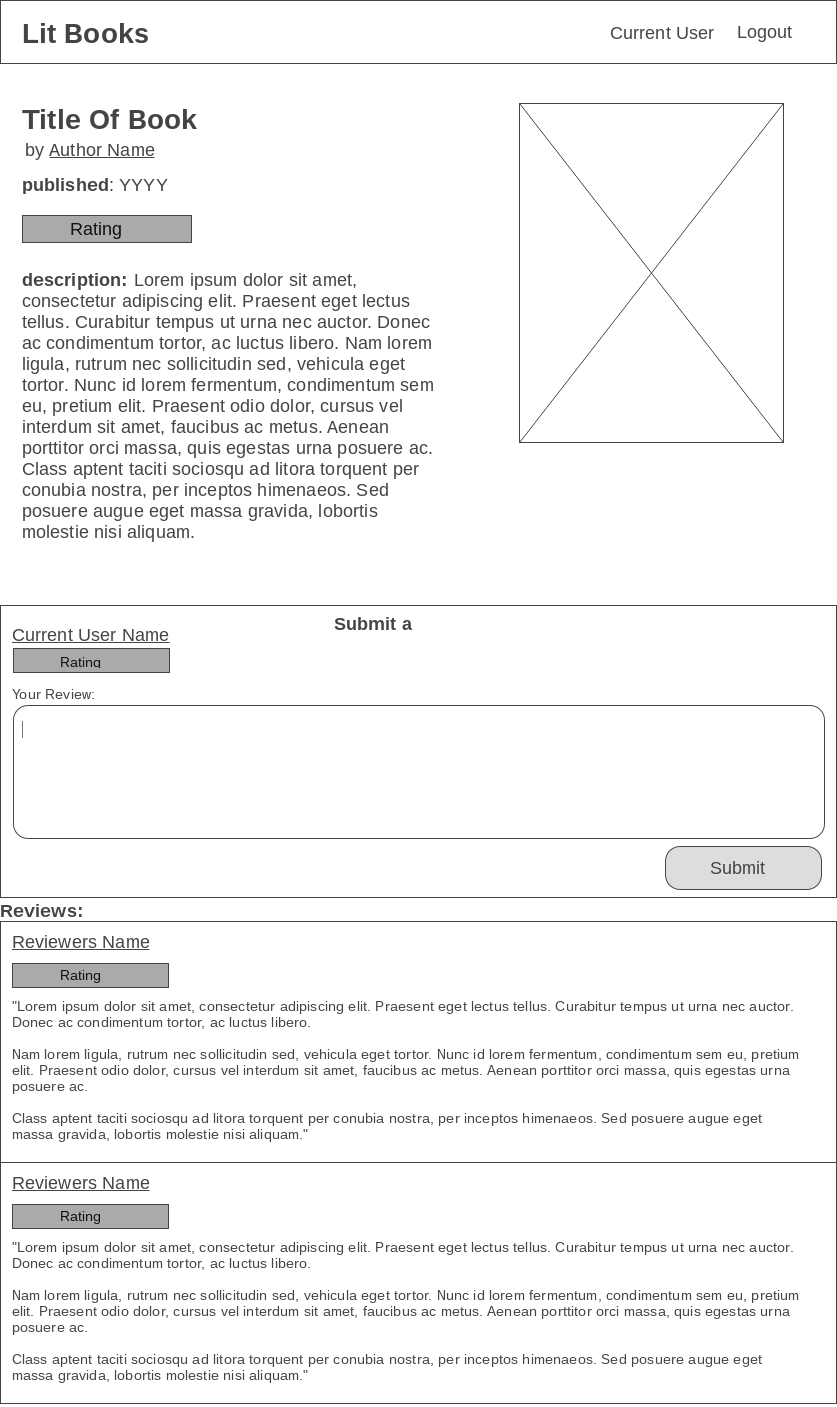 Lit Books
Current User
Logout
Title Of Book
by Author Name
published: YYYY
Rating
description: Lorem ipsum dolor sit amet,
consectetur adipiscing elit. Praesent eget lectus
tellus. Curabitur tempus ut urna nec auctor. Donec
ac condimentum tortor, ac luctus libero. Nam lorem
ligula, rutrum nec sollicitudin sed, vehicula eget
tortor. Nunc id lorem fermentum, condimentum sem
eu, pretium elit. Praesent odio dolor, cursus vel
interdum sit amet, faucibus ac metus. Aenean
porttitor orci massa, quis egestas urna posuere ac.
Class aptent taciti sociosqu ad litora torquent per
conubia nostra, per inceptos himenaeos. Sed
posuere augue eget massa gravida, lobortis
molestie nisi aliquam.
Submit a
Current User Name
Rating
Your Review:
Submit
Reviews:
Reviewers Name
Rating
"Lorem ipsum dolor sit amet, consectetur adipiscing elit. Praesent eget lectus tellus. Curabitur tempus ut urna nec auctor.
Donec ac condimentum tortor, ac luctus libero.
Nam lorem ligula, rutrum nec sollicitudin sed, vehicula eget tortor. Nunc id lorem fermentum, condimentum sem eu, pretium
elit. Praesent odio dolor, cursus vel interdum sit amet, faucibus ac metus. Aenean porttitor orci massa, quis egestas urna
posuere ac.
Class aptent taciti sociosqu ad litora torquent per conubia nostra, per inceptos himenaeos. Sed posuere augue eget
massa gravida, lobortis molestie nisi aliquam."
Reviewers Name
Rating
"Lorem ipsum dolor sit amet, consectetur adipiscing elit. Praesent eget lectus tellus. Curabitur tempus ut urna nec auctor.
Donec ac condimentum tortor, ac luctus libero.
Nam lorem ligula, rutrum nec sollicitudin sed, vehicula eget tortor. Nunc id lorem fermentum, condimentum sem eu, pretium
elit. Praesent odio dolor, cursus vel interdum sit amet, faucibus ac metus. Aenean porttitor orci massa, quis egestas urna
posuere ac.
Class aptent taciti sociosqu ad litora torquent per conubia nostra, per inceptos himenaeos. Sed posuere augue eget
massa gravida, lobortis molestie nisi aliquam."